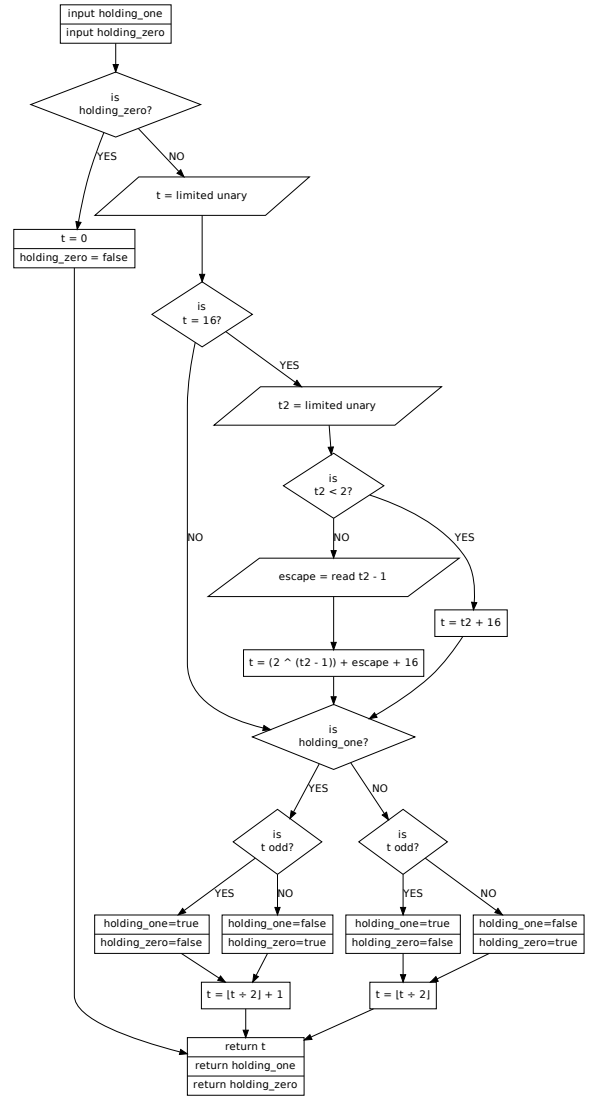 input holding_one
input holding_zero
is
holding_zero?
YES
NO
t = limited unary
t = 0
holding_zero = false
is
t = 16?
YES
t2 = limited unary
is
t2 < 2?
NO
NO
YES
escape = read t2 - 1
t = t2 + 16
t = (2 ^ (t2 - 1)) + escape + 16
is
holding_one?
YES
NO
is
t odd?
is
t odd?
YES
NO
YES
NO
holding_one=true
holding_zero=false
holding_one=false
holding_zero=true
holding_one=true
holding_zero=false
holding_one=false
holding_zero=true
t = ⌊t ÷ 2⌋ + 1
t = ⌊t ÷ 2⌋
return t
return holding_one
return holding_zero